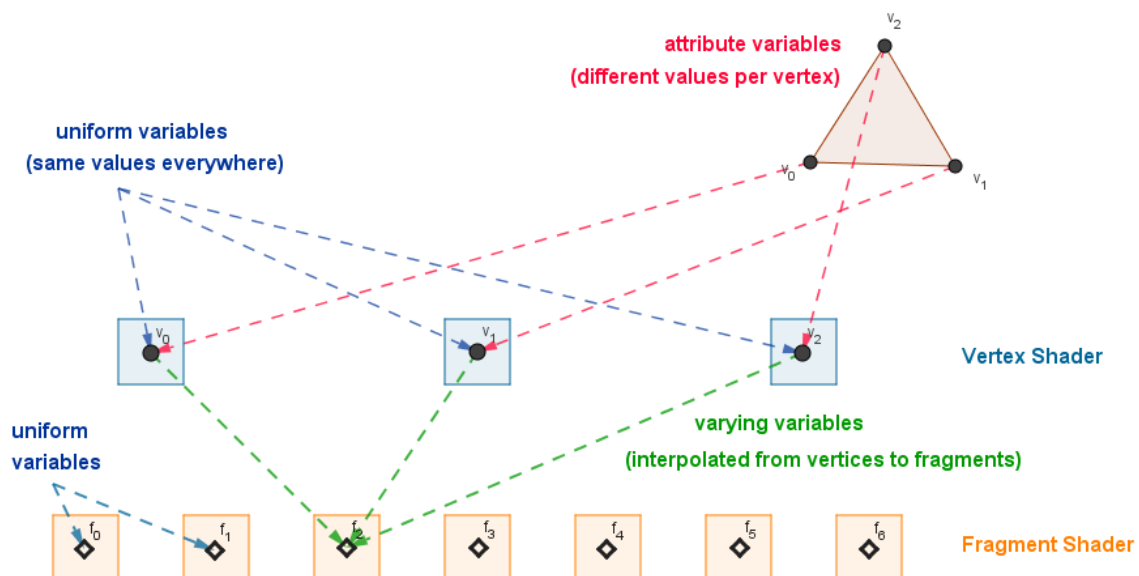 v2
attribute variables
(different values per vertex)
uniform variables
(same values everywhere)
v0
v1
v0
v1
v2
Vertex Shader
uniform
variables
varying variables
(interpolated from vertices to fragments)
f0
f1
f2
f3
f4
f5
f6
Fragment Shader